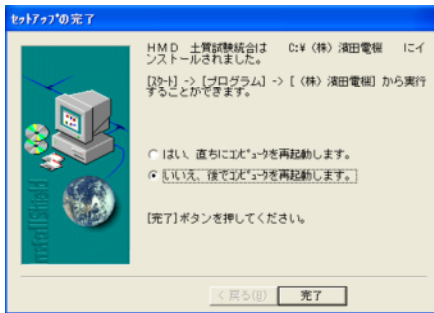 ｾｯﾄｱｯﾌﾟの完了
HMD　土質試験統合は　　C:¥（株）濱田電機　　にイ
ンストールされました。
[ｽﾀｰﾄ] -> [プログラム] -> [（株）濱田電機] から実行
することができます。
はい、直ちにｺﾝﾋﾟｭｰﾀを再起動します。
いいえ、後でｺﾝﾋﾟｭｰﾀを再起動します。
[完了]ボタンを押してください。
InstallShield
< 戻る(B)
完了